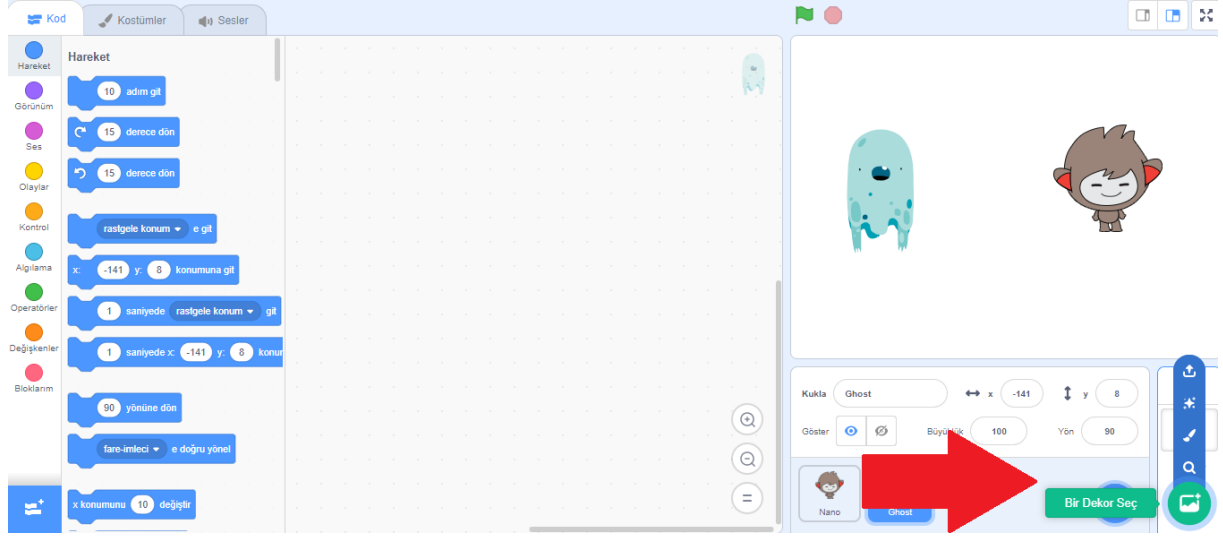 Kod
Kostümler
Sesler
Hareket
Görünüm
Ses
Olaylar
Kontrol
Algılama
Operatörler
Değişkenler
Bloklarım
Hareket
10 adım git
15 derece dön
15 derece dön
rastgele konum e git
x: -141 y: 8 konumuna git
1 saniyede rastgele konum git
1 saniyede x: -141 y: 8 konu
90 yönüne dön
fare-imleci e doğru yönel
x konumunu 10 değiştir
Kukla Ghost x -141 y 8
Göster Büyüklük 100 Yön 90
Nano
Ghost
Bir Dekor Seç